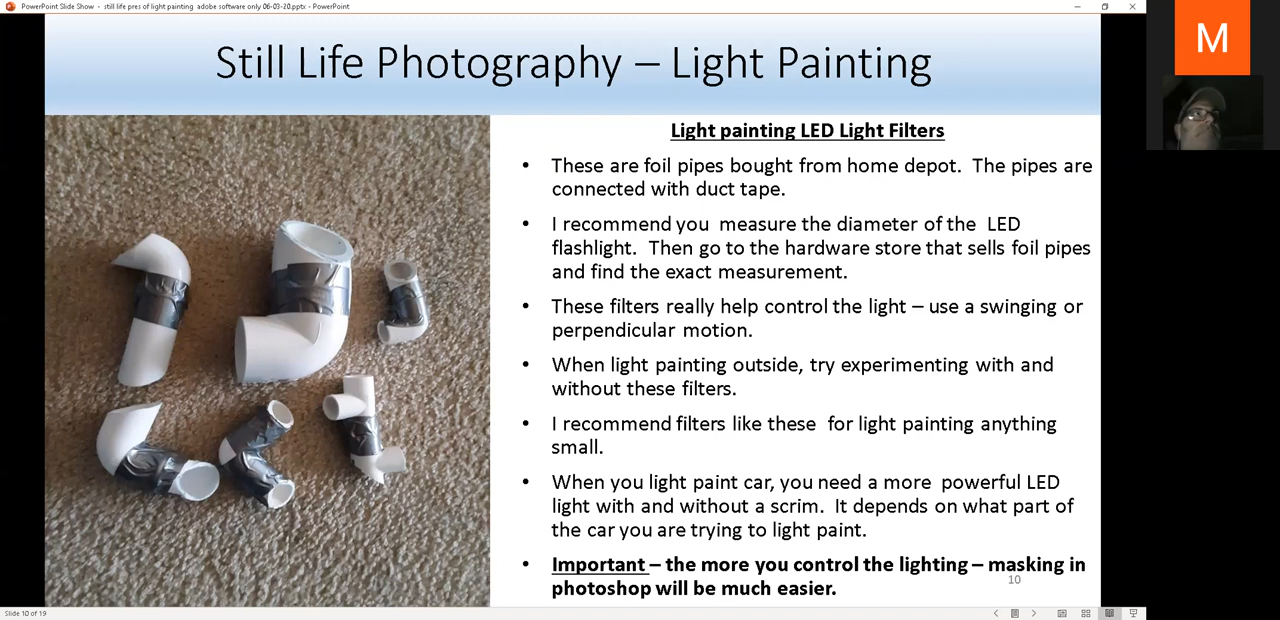 PowerPoint Slide Show - still life pres of light painting adobe software only 06-03-20.pptx - PowerPoint
M
Still Life Photography – Light Painting
Light painting LED Light Filters
• These are foil pipes bought from home depot. The pipes are
connected with duct tape.
• I recommend you measure the diameter of the LED
flashlight. Then go to the hardware store that sells foil pipes
and find the exact measurement.
• These filters really help control the light – use a swinging or
perpendicular motion.
• When light painting outside, try experimenting with and
without these filters.
• I recommend filters like these for light painting anything
small.
• When you light paint car, you need a more powerful LED
light with and without a scrim. It depends on what part of
the car you are trying to light paint.
• Important – the more you control the lighting – masking in
photoshop will be much easier.
10
Slide 10 of 19